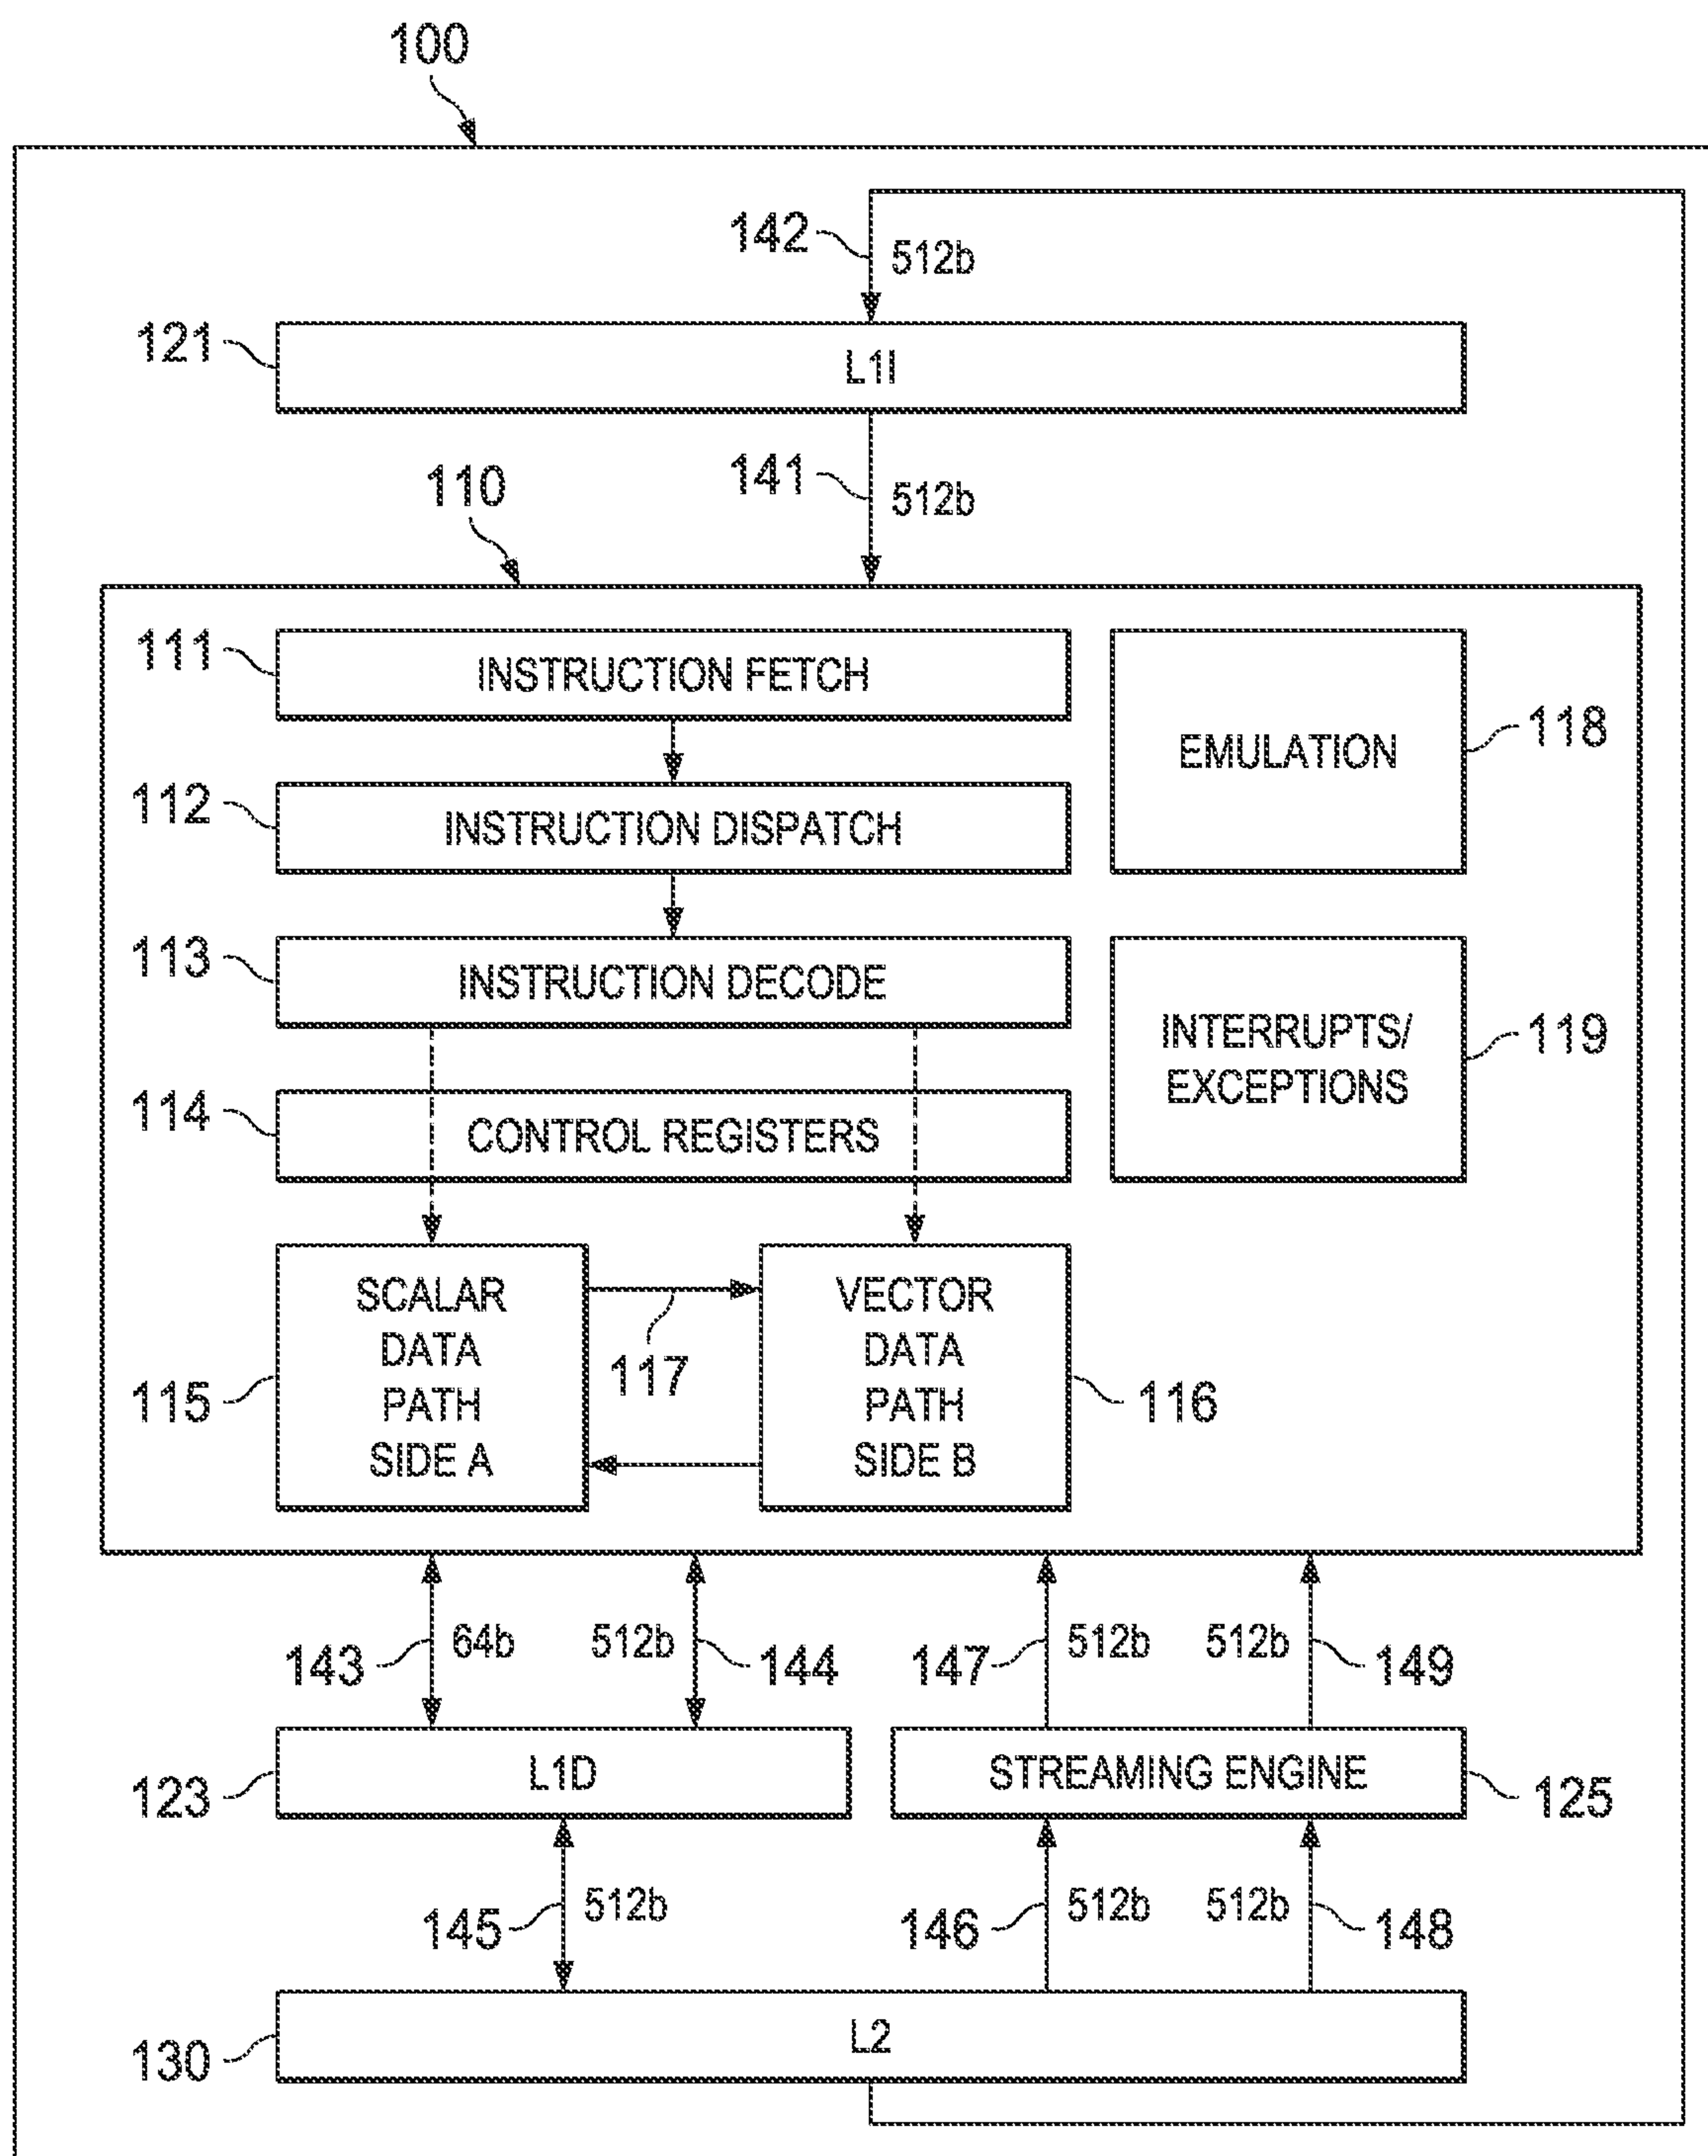 100
142
512b
121
L1I
141
512b
110
111
INSTRUCTION FETCH
EMULATION
118
112
INSTRUCTION DISPATCH
113
INSTRUCTION DECODE
INTERRUPTS/
EXCEPTIONS
119
114
CONTROL REGISTERS
SCALAR
DATA
PATH
SIDE A
115
117
VECTOR
DATA
PATH
SIDE B
116
143
64b
512b
144
147
512b
512b
149
123
L1D
STREAMING ENGINE
125
145
512b
146
512b
512b
148
130
L2